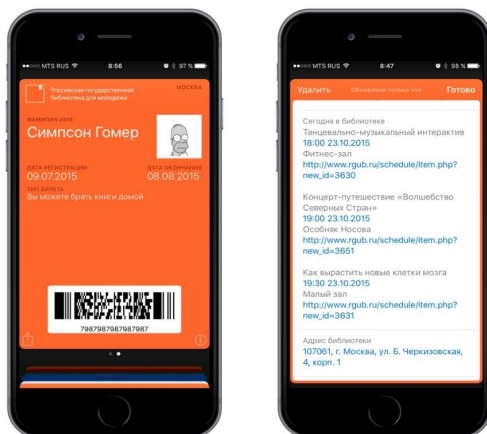 MTS RUS 8:56 97 %
Российская государственная
библиотека для молодежи
МОСКВА
ФАМИЛИЯ ИМЯ
Симпсон Гомер
ДАТА РЕГИСТРАЦИИ
09.07.2015
ДАТА ОКОНЧАНИЯ
08.08.2015
ТИП БИЛЕТА
Вы можете брать книги домой
7987987987987987
MTS RUS 8:47 98 %
Удалить Обновлено только что Готово
Сегодня в библиотеке
Танцевально-музыкальный интерактив
18:00 23.10.2015
Фитнес-зал
http://www.rgub.ru/schedule/item.php?
new_id=3630
Концерт-путешествие «Волшебство
Северных Стран»
19:00 23.10.2015
Особняк Носова
http://www.rgub.ru/schedule/item.php?
new_id=3651
Как вырастить новые клетки мозга
19:30 23.10.2015
Малый зал
http://www.rgub.ru/schedule/item.php?
new_id=3631
Адрес библиотеки
107061, г. Москва, ул. Б. Черкизовская,
4, корп. 1